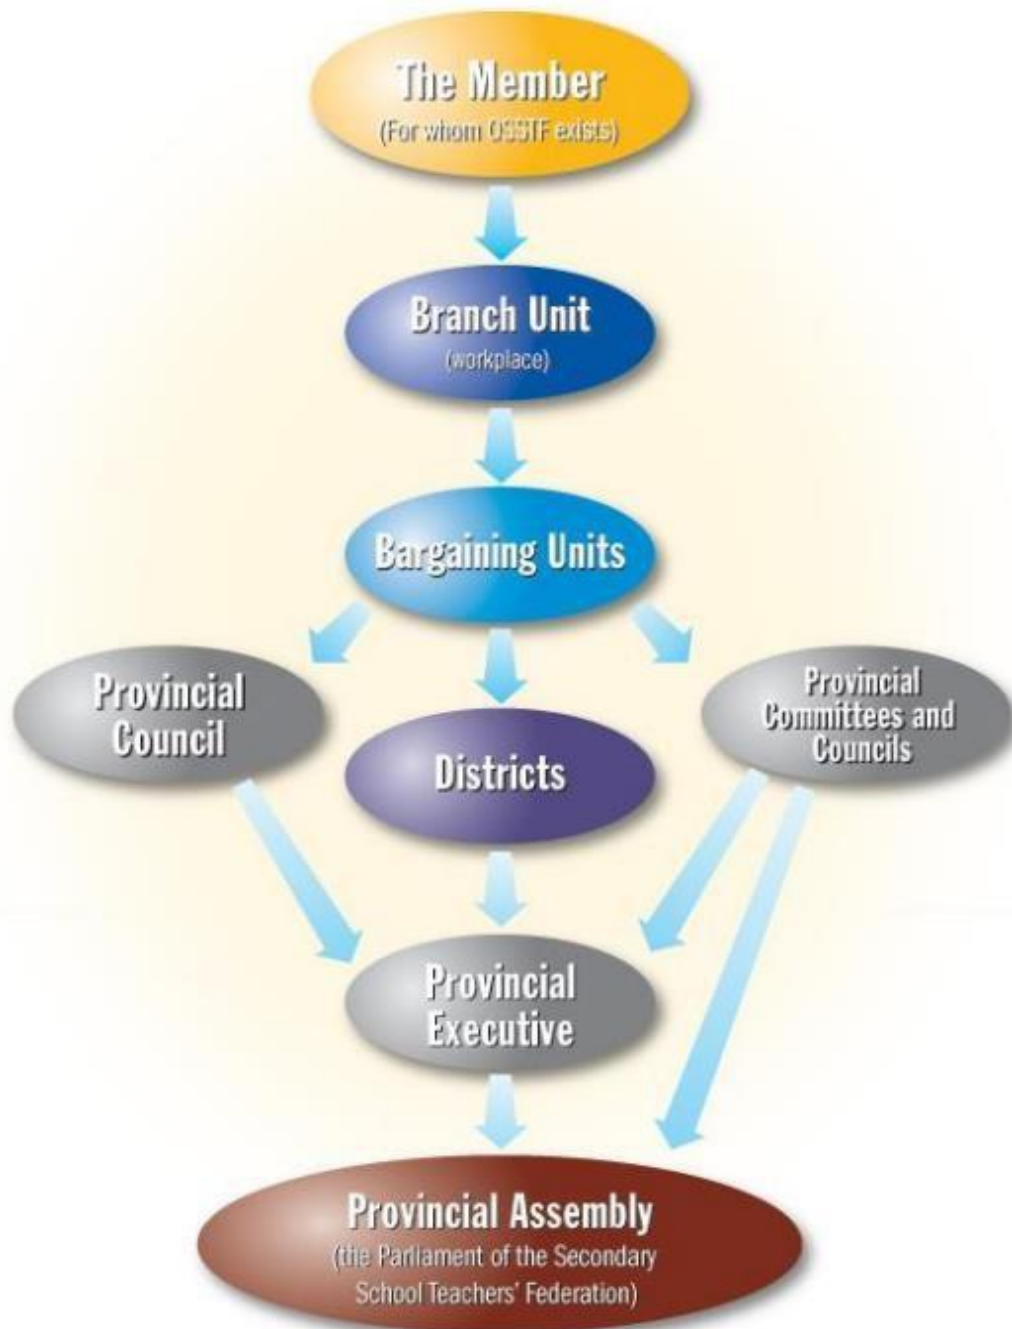 The Member
(For whom OSSTF exists)
Branch Unit
(workplace)
Bargaining Units
Provincial
Council
Districts
Provincial
Committees and
Councils
Provincial
Executive
Provincial Assembly
(the Parliament of the Secondary
School Teachers' Federation)